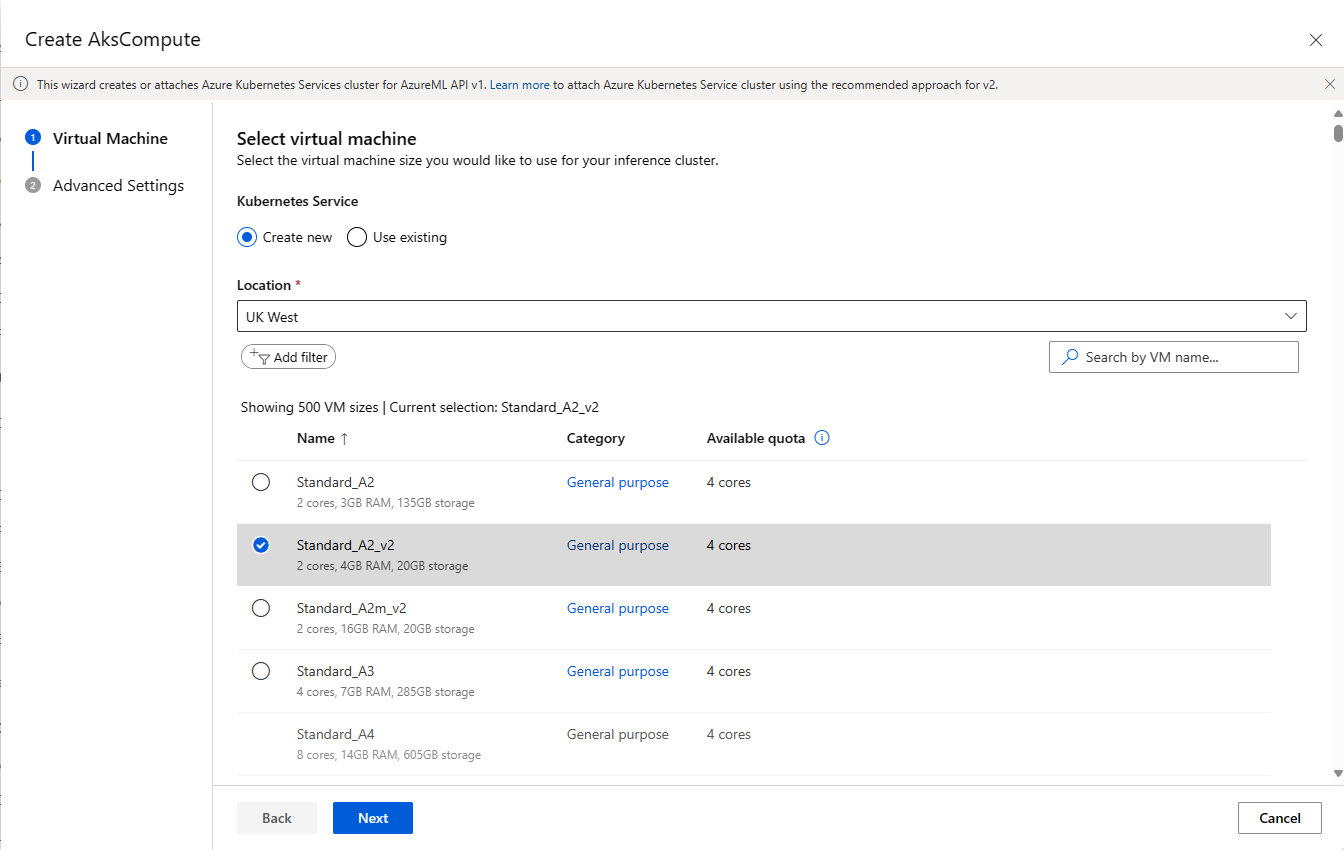 Create AksCompute
This wizard creates or attaches Azure Kubernetes Services cluster for AzureML API v1. Learn more to attach Azure Kubernetes Service cluster using the recommended approach for v2.
1 Virtual Machine
2 Advanced Settings
Select virtual machine
Select the virtual machine size you would like to use for your inference cluster.
Kubernetes Service
Create new Use existing
Location *
UK West
Add filter Search by VM name...
Showing 500 VM sizes | Current selection: Standard_A2_v2
Name ↑ Category Available quota
Standard_A2 General purpose 4 cores
2 cores, 3GB RAM, 135GB storage
Standard_A2_v2 General purpose 4 cores
2 cores, 4GB RAM, 20GB storage
Standard_A2m_v2 General purpose 4 cores
2 cores, 16GB RAM, 20GB storage
Standard_A3 General purpose 4 cores
4 cores, 7GB RAM, 285GB storage
Standard_A4 General purpose 4 cores
8 cores, 14GB RAM, 605GB storage
Back Next Cancel